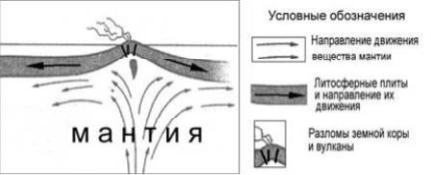 мантия
Условные обозначения
Направление движения
вещества мантии
Литосферные плиты
и направление их
движения
Разломы земной коры
и вулканы